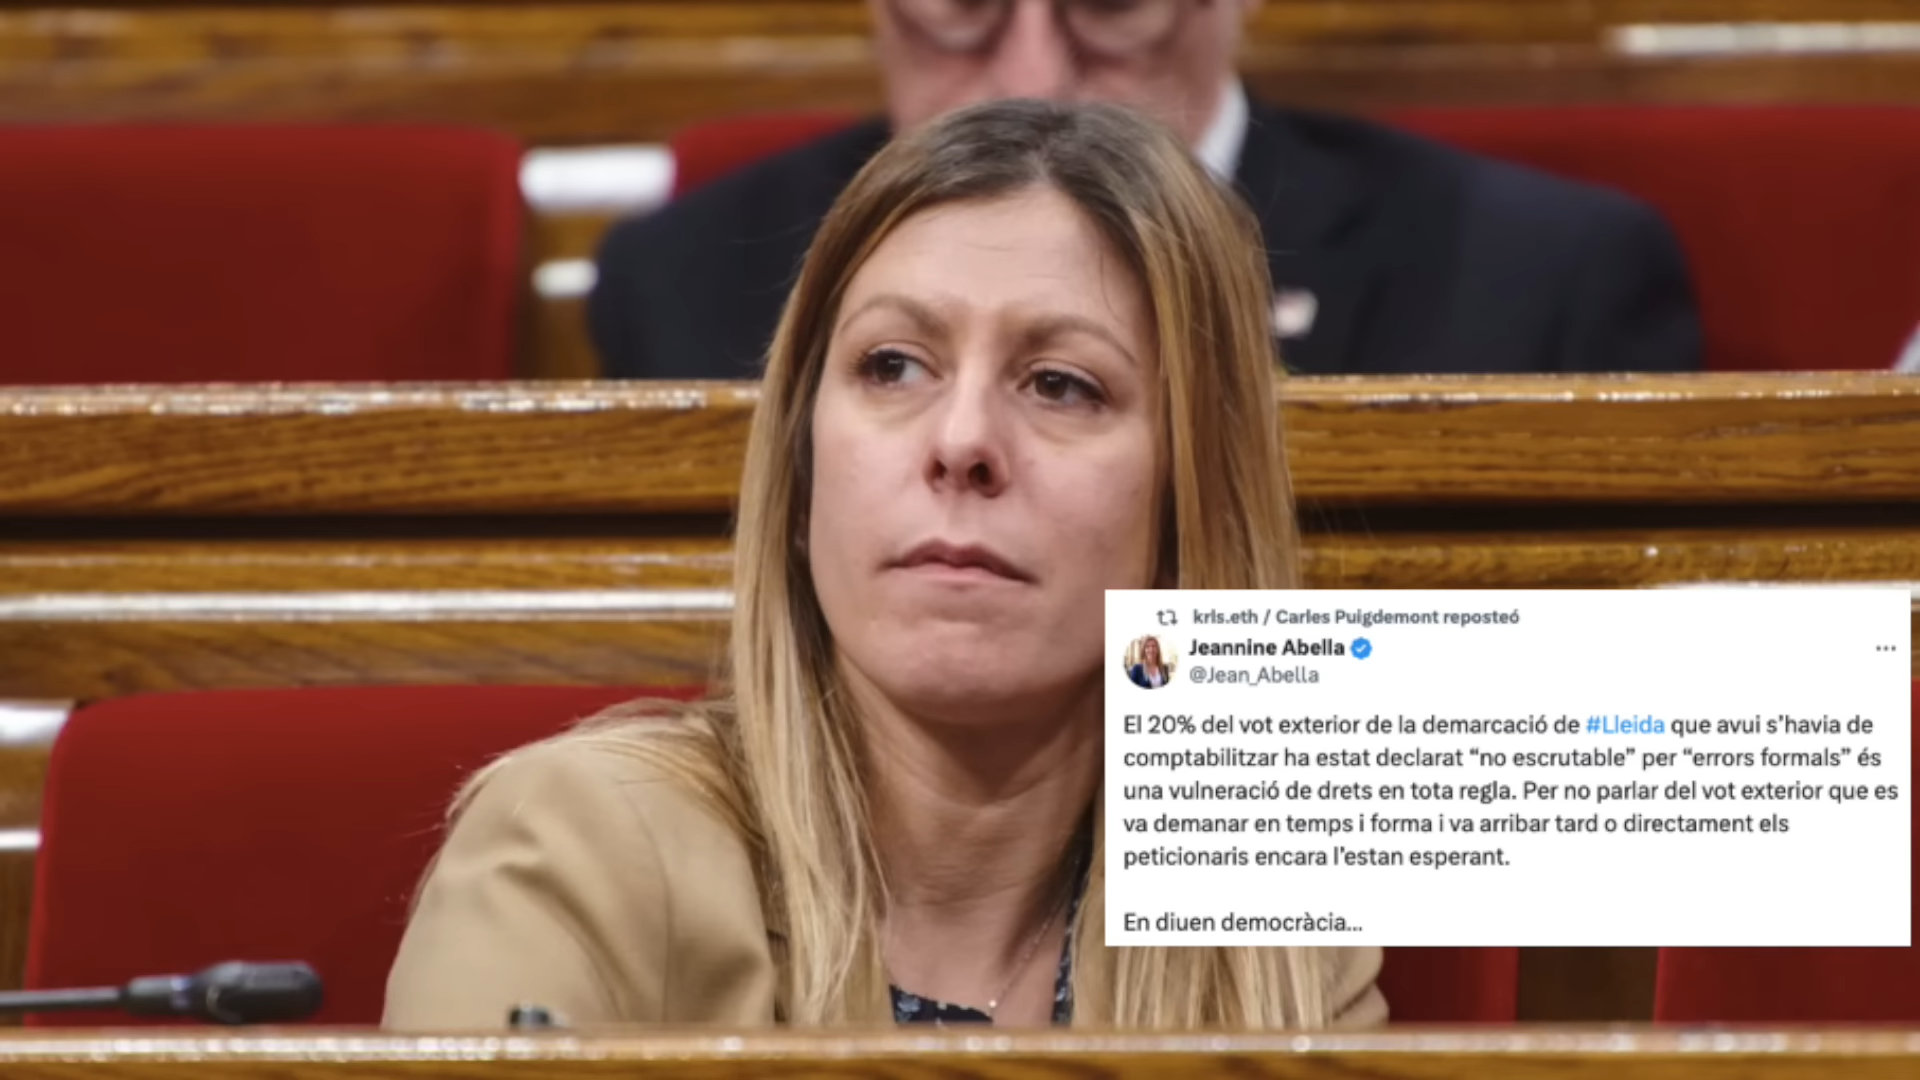 krls.eth / Carles Puigdemont reposteó
Jeannine Abella
@Jean_Abella
El 20% del vot exterior de la demarcació de #Lleida que avui s’havia de
comptabilitzar ha estat declarat “no escrutable” per “errors formals” és
una vulneració de drets en tota regla. Per no parlar del vot exterior que es
va demanar en temps i forma i va arribar tard o directament els
peticionaris encara l’estan esperant.
En diuen democràcia...